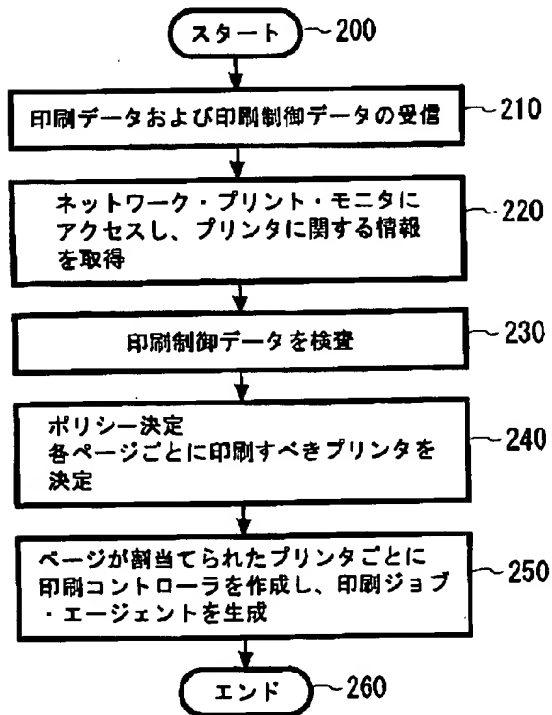 スタート
200
印刷データおよび印刷制御データの受信
210
ネットワーク・プリント・モニタに
アクセスし、プリンタに関する情報
を取得
220
印刷制御データを検査
230
ポリシー決定
各ページごとに印刷すべきプリンタを
決定
240
ページが割当てられたプリンタごとに
印刷コントローラを作成し、印刷ジョブ
・エージェントを生成
250
エンド
260